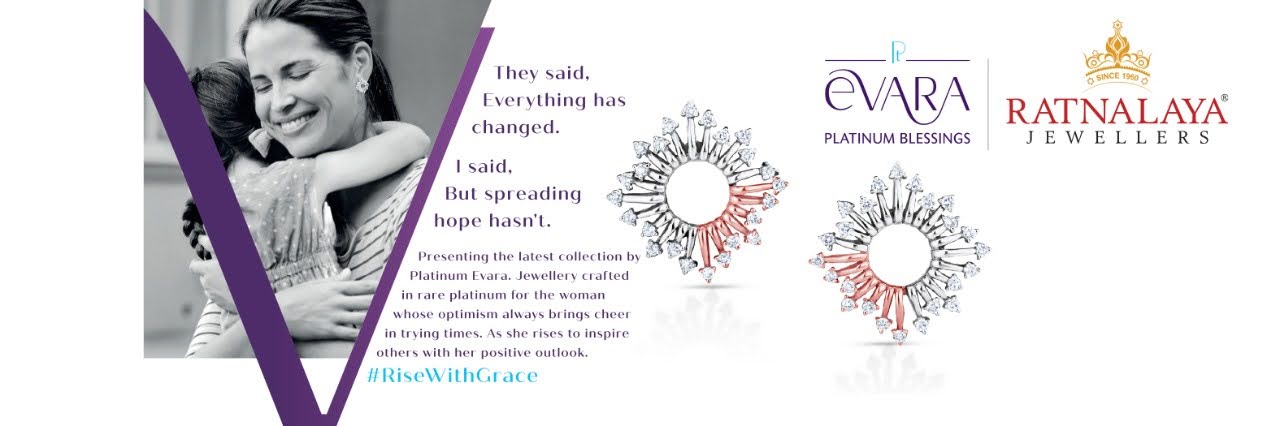 They said,
Everything has
changed.
I said,
But spreading
hope hasn't.
Presenting the latest collection by
Platinum Evara. Jewellery crafted
in rare platinum for the woman
whose optimism always brings cheer
in trying times. As she rises to inspire
others with her positive outlook.
#RiseWithGrace
Pt
EVARA
PLATINUM BLESSINGS
SINCE 1960
RATNALAYA®
JEWELLERS